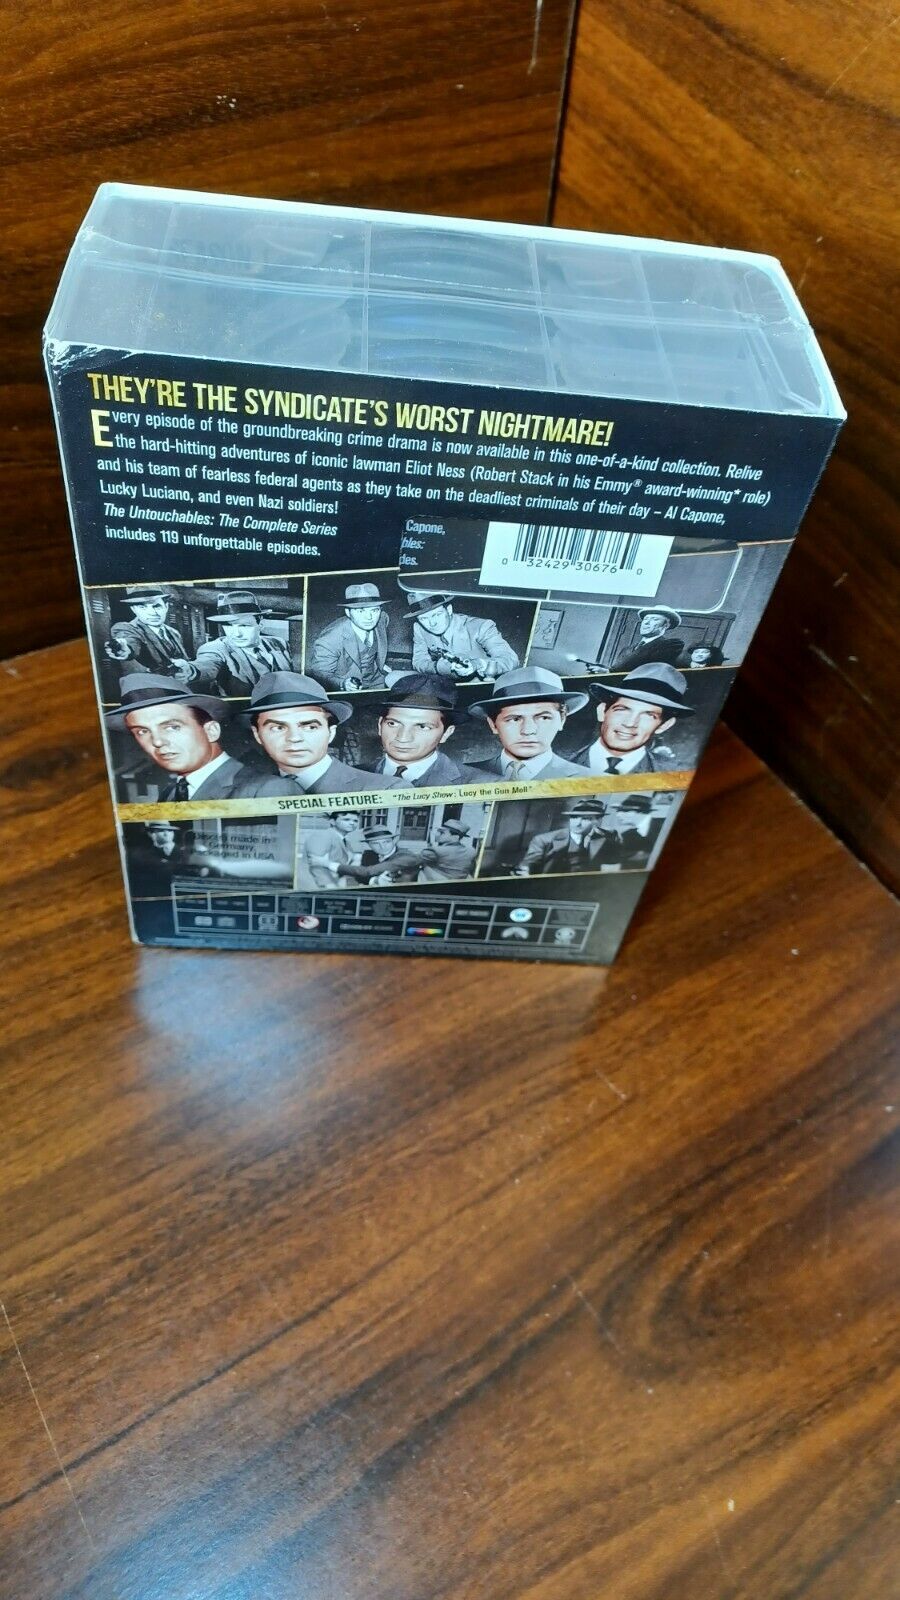 THEY'RE THE SYNDICATE'S WORST NIGHTMARE!
Every episode of the groundbreaking crime drama is now available in this one-of-a-kind collection. Relive
the hard-hitting adventures of iconic lawman Eliot Ness (Robert Stack in his Emmy® award-winning* role)
and his team of fearless federal agents as they take on the deadliest criminals of their day – Al Capone,
Lucky Luciano, and even Nazi soldiers!
The Untouchables: The Complete Series
includes 119 unforgettable episodes.
Capone,
bles:
des.
0 32429 30676 0
SPECIAL FEATURE: "The Lucy Show: Lucy the Gun Moll"
Discs made in
Germany.
Packaged in USA